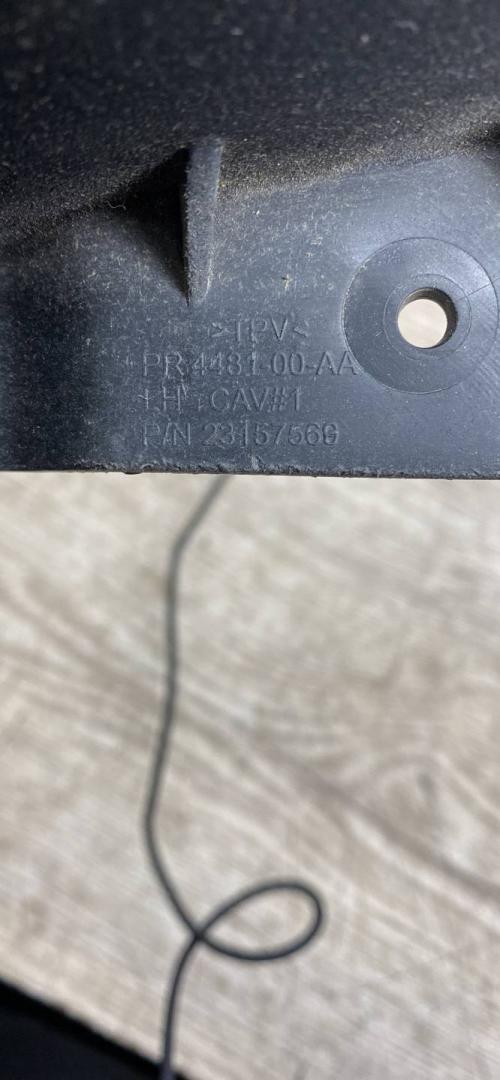 >TPV<
PR 4481-00-AA
LH CAV#1
P/N 23157569